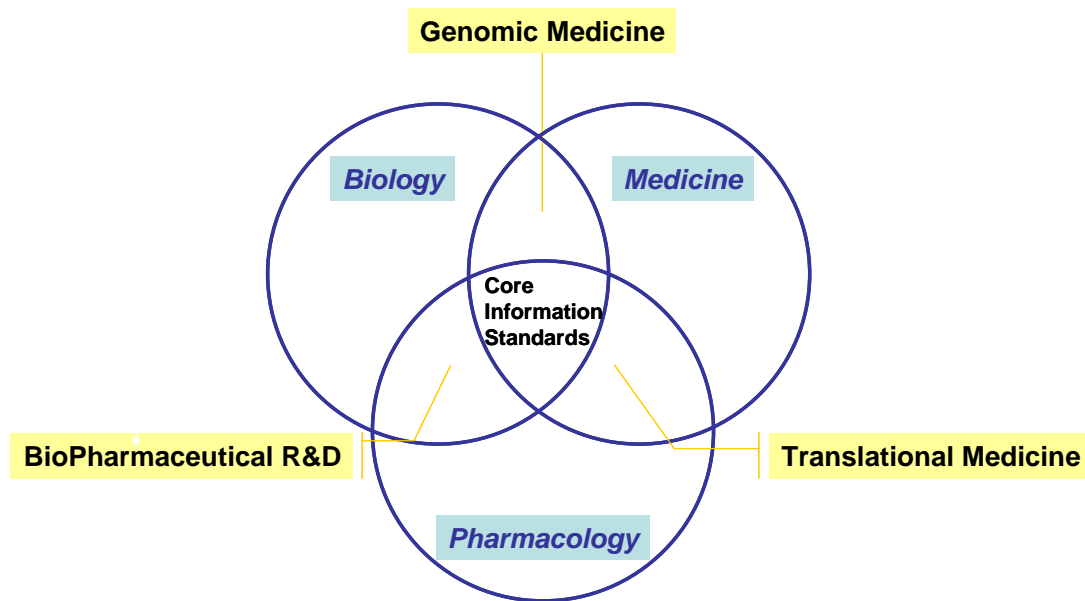 Genomic Medicine
Biology
Medicine
Core
Information
Standards
BioPharmaceutical R&D
Translational Medicine
Pharmacology